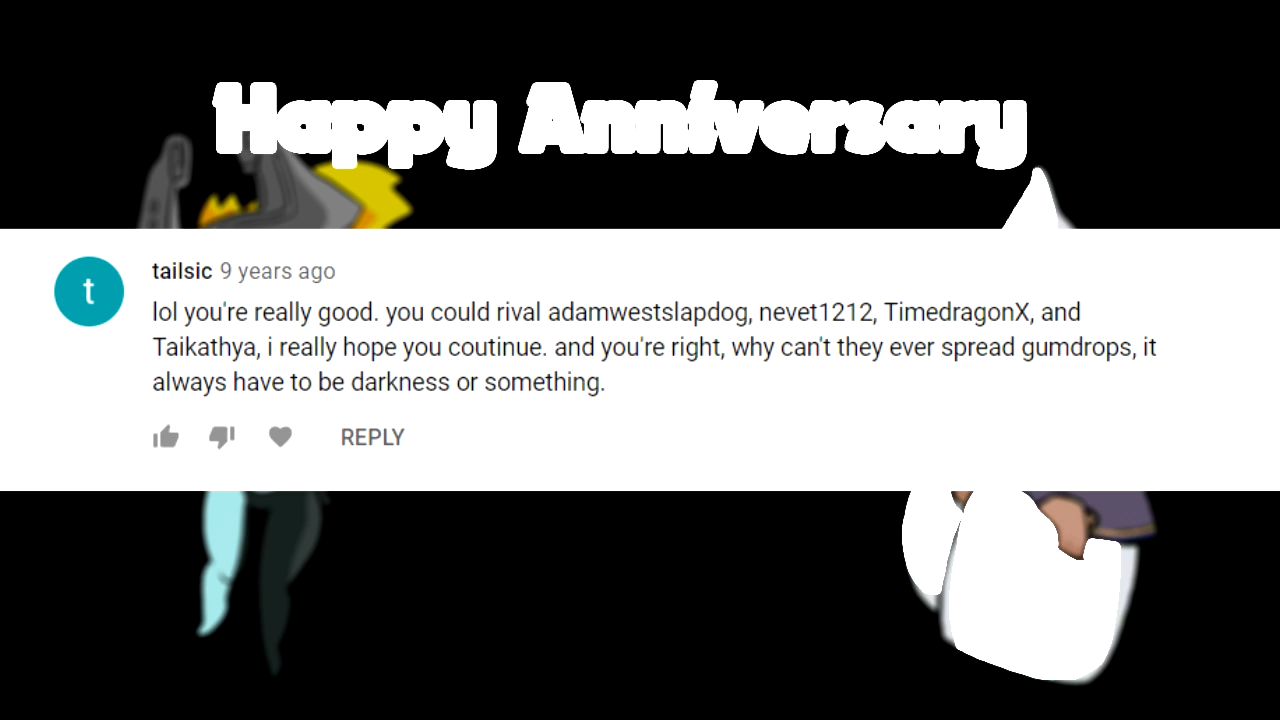 Happy Anniversary
t
tailsic 9 years ago
lol you're really good. you could rival adamwestslapdog, nevet1212, TimedragonX, and
Taikathya, i really hope you coutinue. and you're right, why can't they ever spread gumdrops, it
always have to be darkness or something.
REPLY